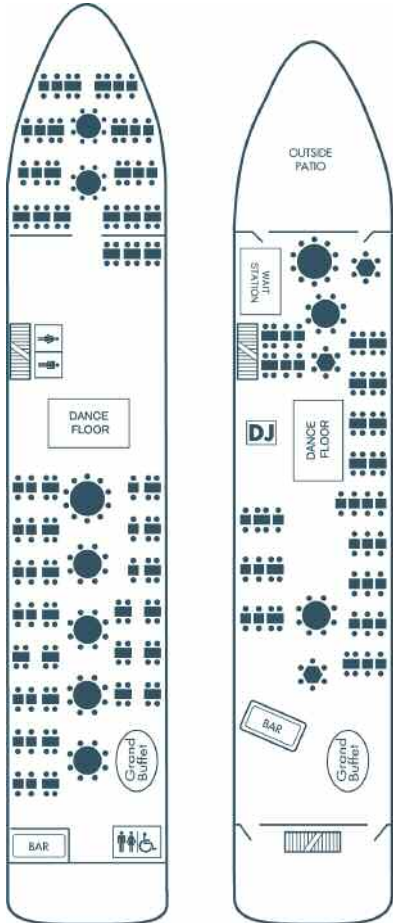 DANCE
FLOOR
Grand
Buffet
BAR
OUTSIDE
PATIO
WAIT
STATION
DJ
DANCE
FLOOR
BAR
Grand
Buffet